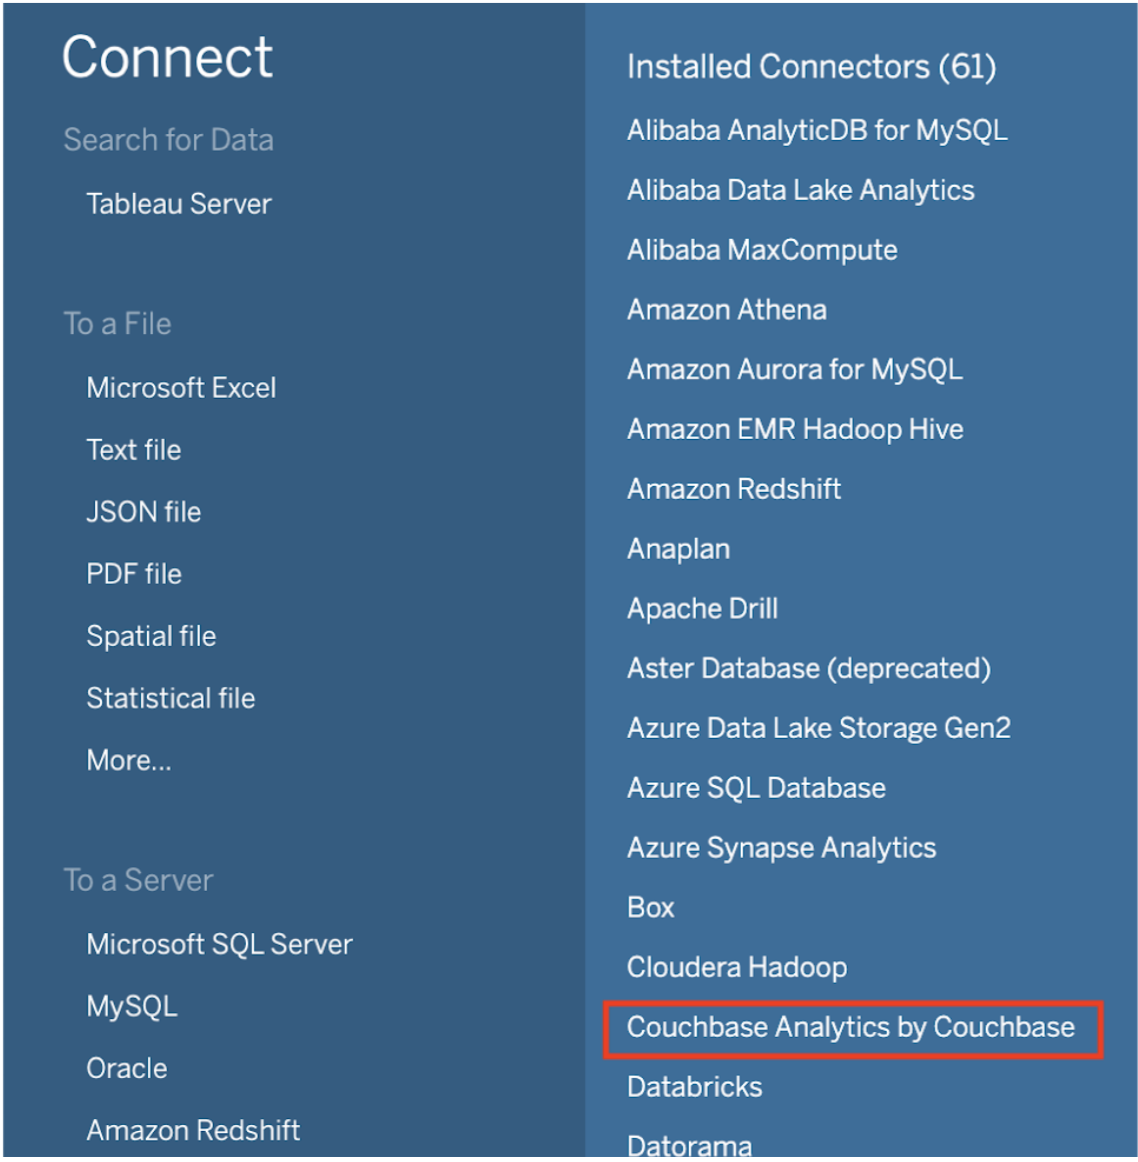 Connect
Search for Data
Tableau Server
To a File
Microsoft Excel
Text file
JSON file
PDF file
Spatial file
Statistical file
More...
To a Server
Microsoft SQL Server
MySQL
Oracle
Amazon Redshift
Installed Connectors (61)
Alibaba AnalyticDB for MySQL
Alibaba Data Lake Analytics
Alibaba MaxCompute
Amazon Athena
Amazon Aurora for MySQL
Amazon EMR Hadoop Hive
Amazon Redshift
Anaplan
Apache Drill
Aster Database (deprecated)
Azure Data Lake Storage Gen2
Azure SQL Database
Azure Synapse Analytics
Box
Cloudera Hadoop
Couchbase Analytics by Couchbase
Databricks
Datorama